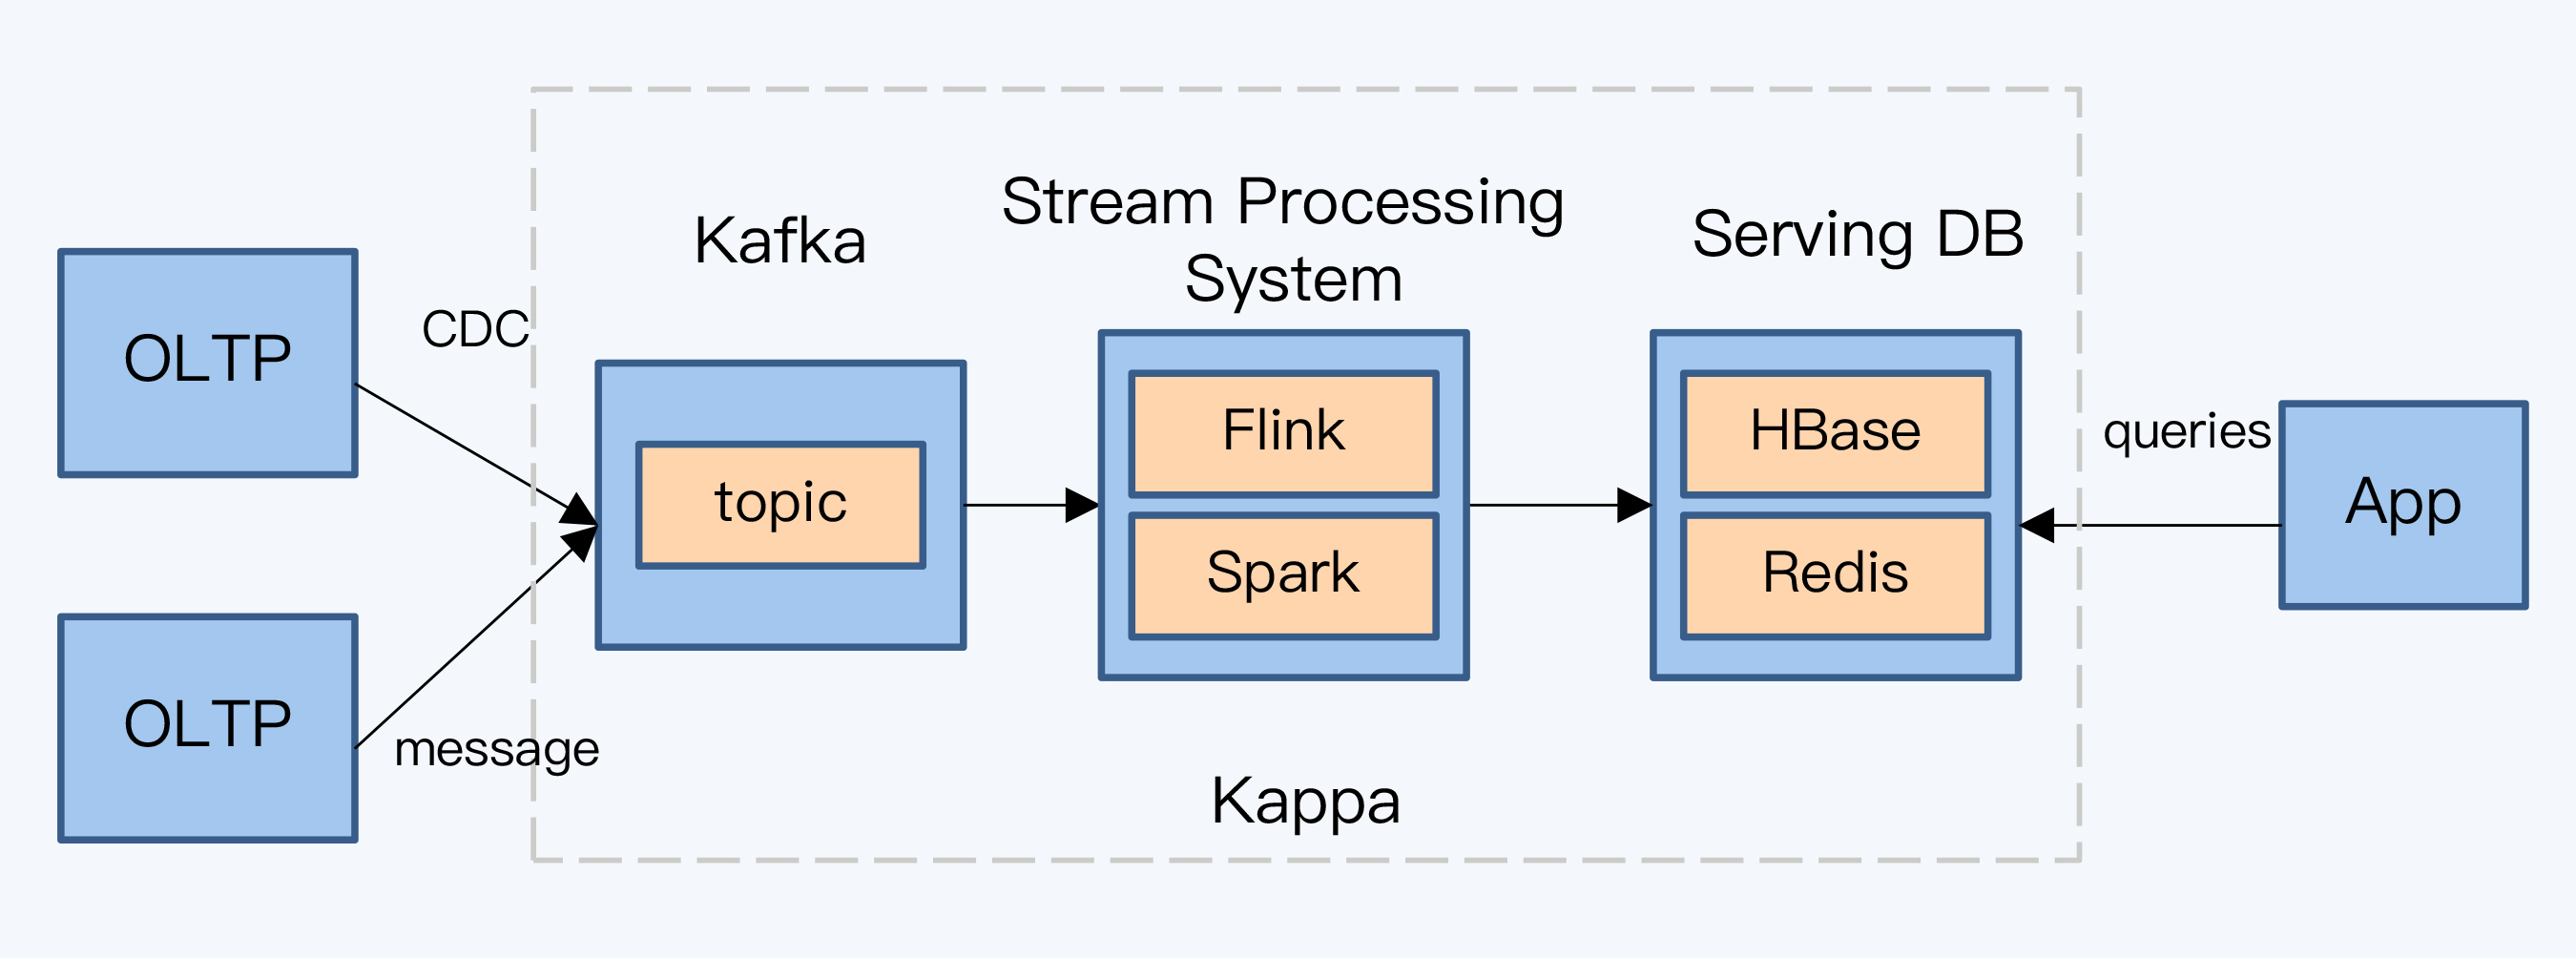 OLTP
OLTP
CDC
message
Kafka
topic
Stream Processing
System
Flink
Spark
Serving DB
HBase
Redis
Kappa
queries
App